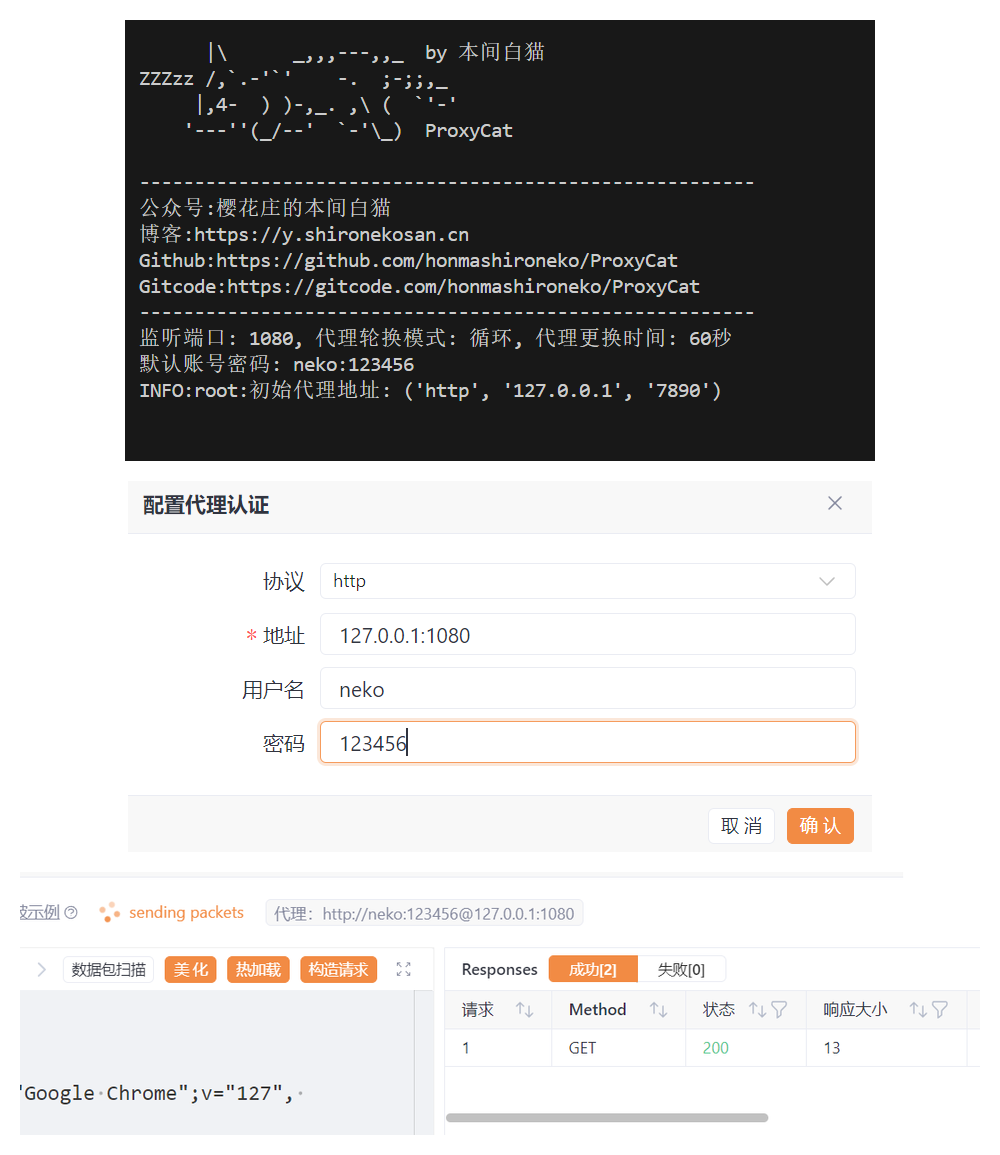 |\      _,,,---,,_  by 本间白猫
ZZZzz /,`.-'`'    -.  ;-;;,_
     |,4-  ) )-,_. ,\ (  `'-'
    '---''(_/--'  `-'\_)  ProxyCat
--------------------------------------------------------
公众号:樱花庄的本间白猫
博客:https://y.shironekosan.cn
Github:https://github.com/honmashironeko/ProxyCat
Gitcode:https://gitcode.com/honmashironeko/ProxyCat
--------------------------------------------------------
监听端口: 1080, 代理轮换模式: 循环, 代理更换时间: 60秒
默认账号密码: neko:123456
INFO:root:初始代理地址: ('http', '127.0.0.1', '7890')
配置代理认证
协议 http
* 地址 127.0.0.1:1080
用户名 neko
密码 123456
取 消 确 认
示例 sending packets 代理: http://neko:123456@127.0.0.1:1080
数据包扫描 美 化 热加载 构造请求 Responses 成功[2] 失败[0]
请求 Method 状态 响应大小
1 GET 200 13
"Google Chrome";v="127",